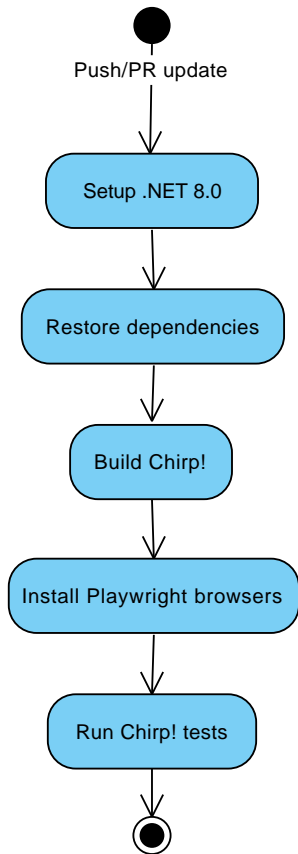 Push/PR update
Setup .NET 8.0
Restore dependencies
Build Chirp!
Install Playwright browsers
Run Chirp! tests